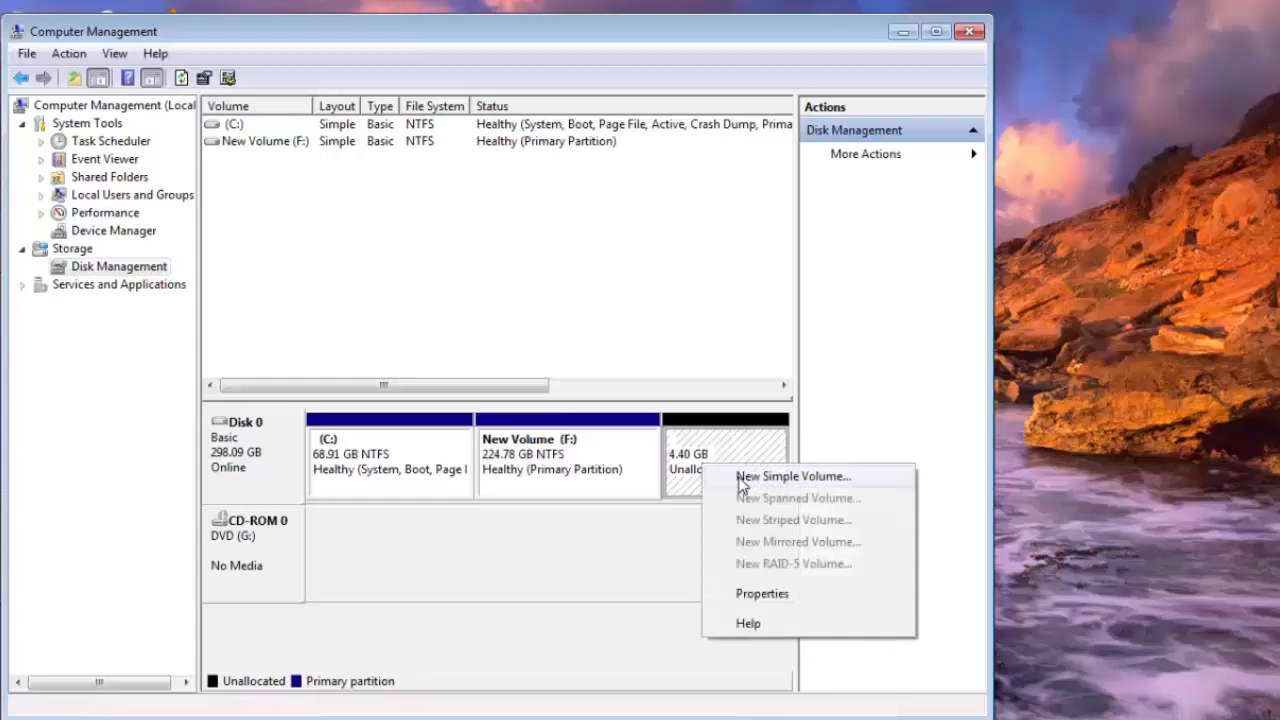 Computer Management
File Action View Help
Computer Management (Local
System Tools
Task Scheduler
Event Viewer
Shared Folders
Local Users and Groups
Performance
Device Manager
Storage
Disk Management
Services and Applications
Volume Layout Type File System Status
(C:) Simple Basic NTFS Healthy (System, Boot, Page File, Active, Crash Dump, Prima
New Volume (F:) Simple Basic NTFS Healthy (Primary Partition)
Actions
Disk Management
More Actions
Disk 0
Basic
298.09 GB
Online
(C:)
68.91 GB NTFS
Healthy (System, Boot, Page I
New Volume (F:)
224.78 GB NTFS
Healthy (Primary Partition)
4.40 GB
Unallo
New Simple Volume...
New Spanned Volume...
New Striped Volume...
New Mirrored Volume...
New RAID-5 Volume...
Properties
Help
CD-ROM 0
DVD (G:)
No Media
Unallocated Primary partition